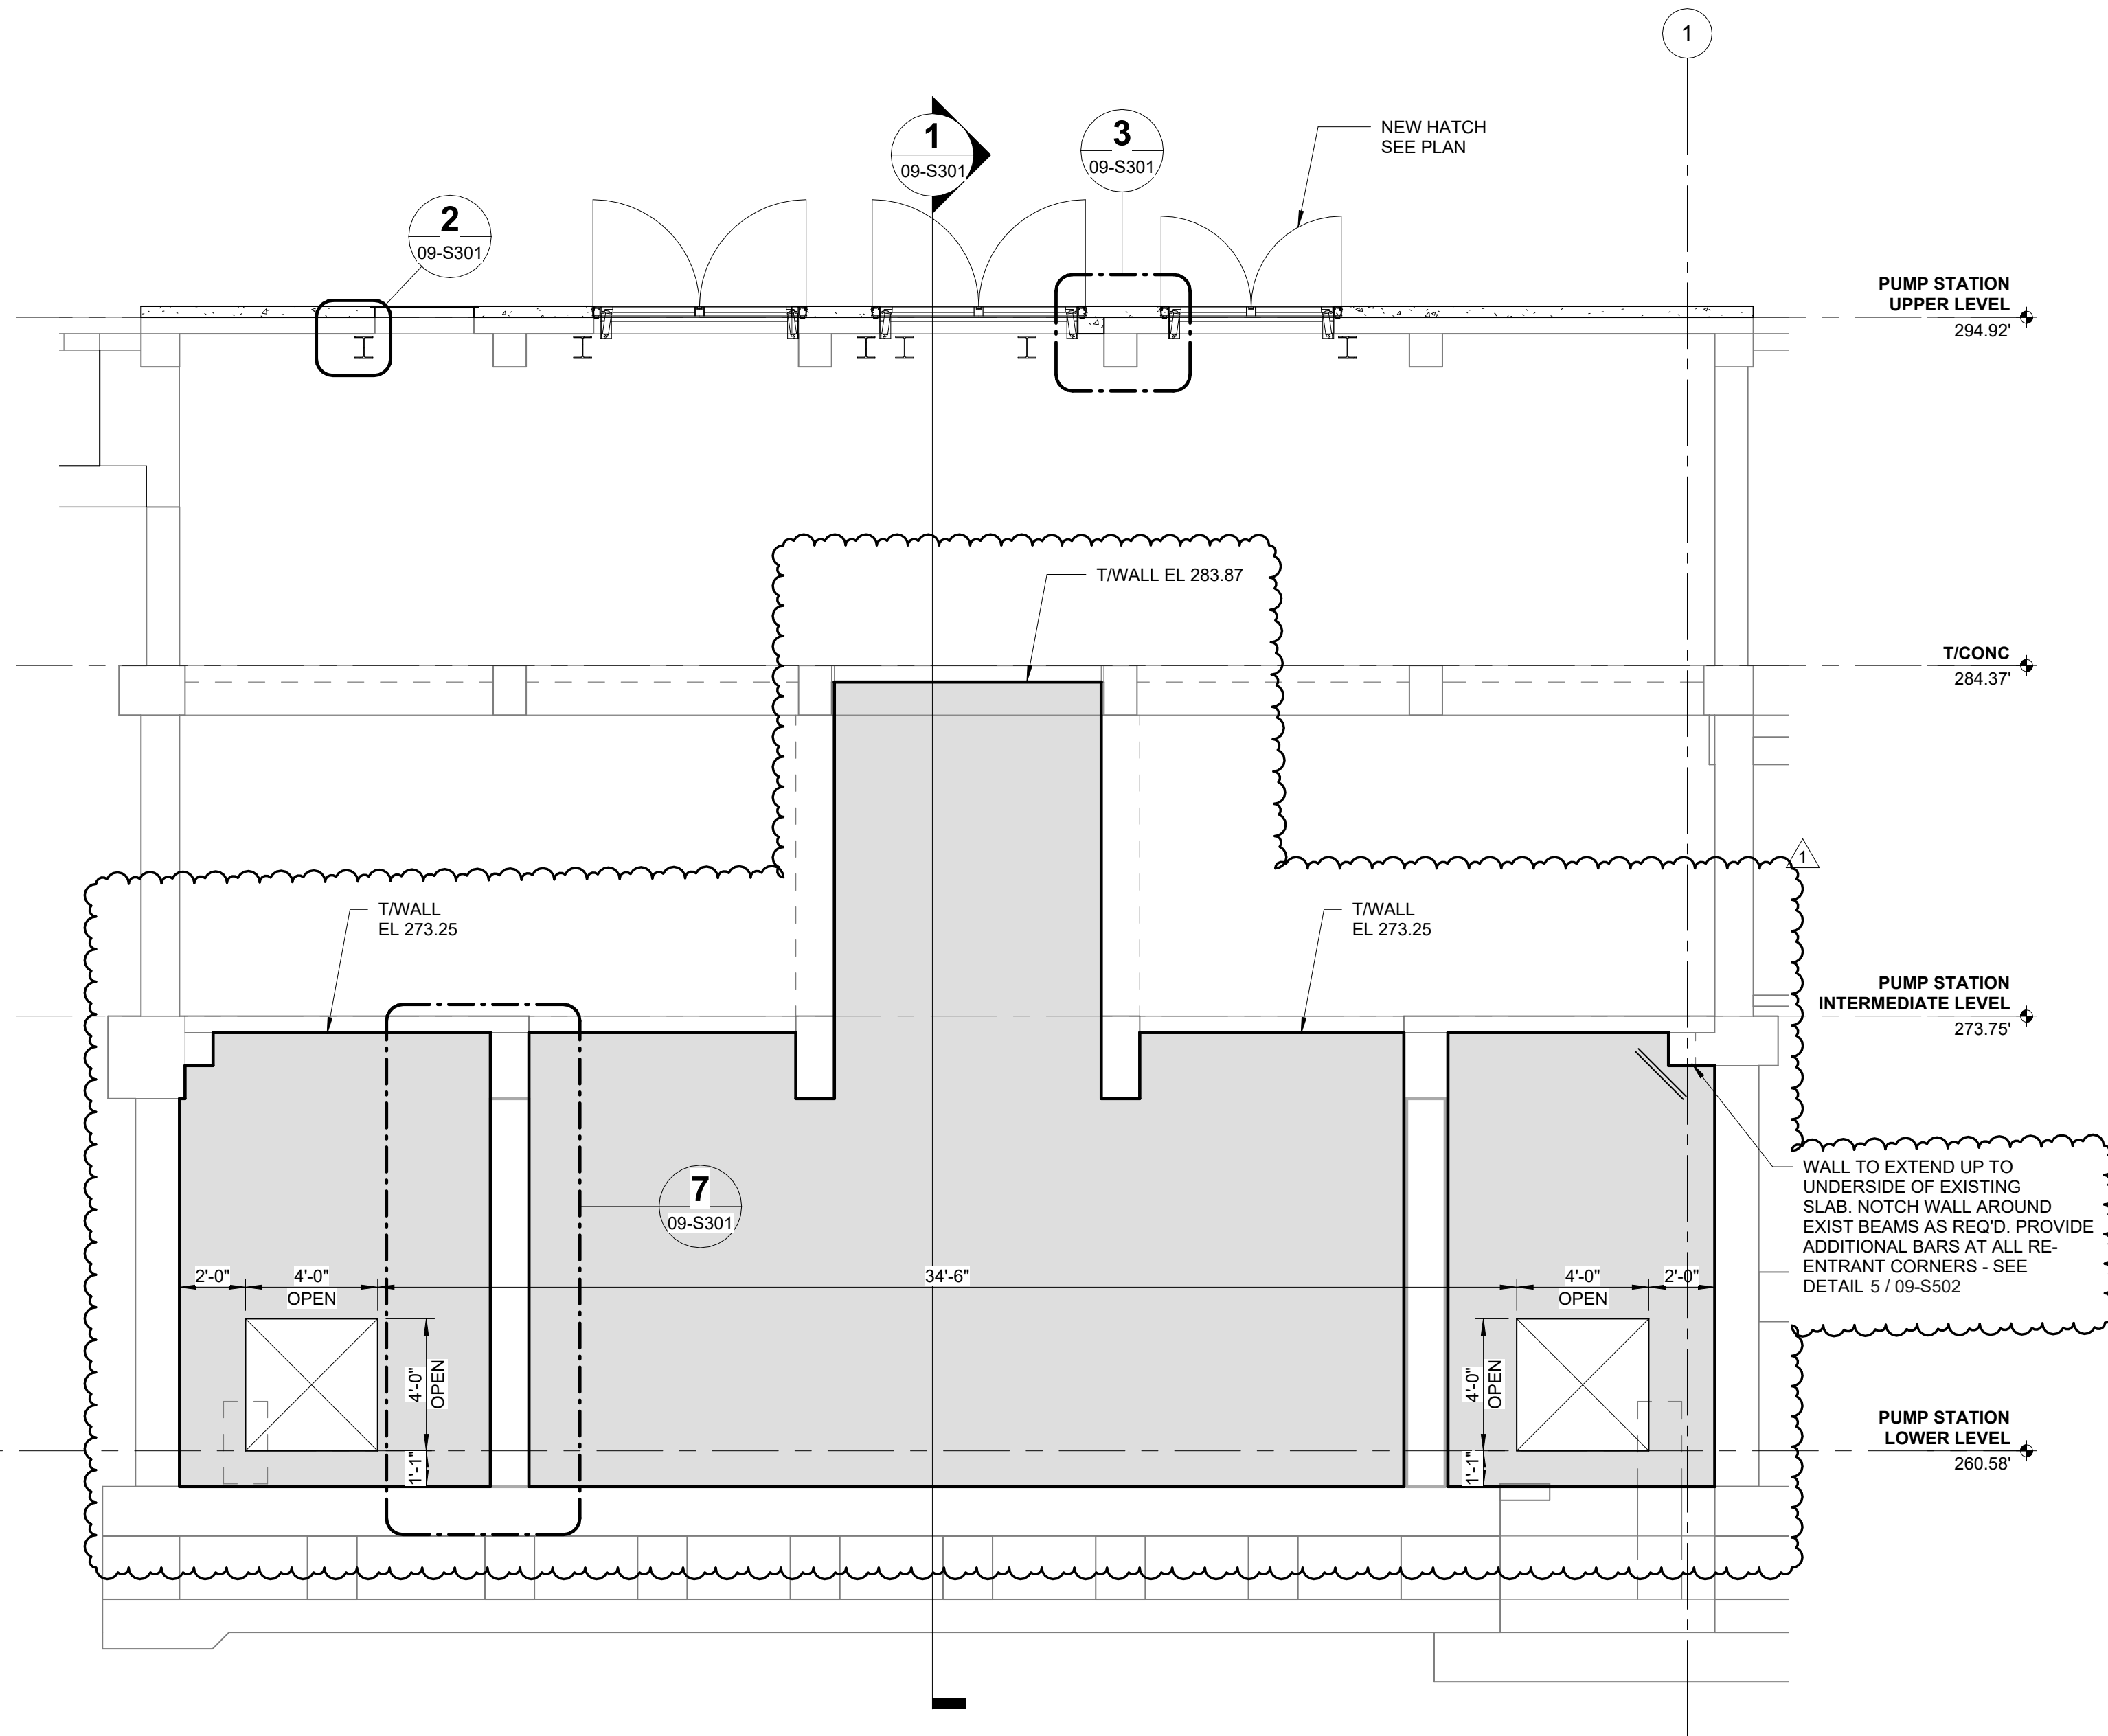 1
1
09-S301
3
09-S301
NEW HATCH
SEE PLAN
2
09-S301
PUMP STATION
UPPER LEVEL
294.92'
T/WALL EL 283.87
T/CONC
284.37'
1
T/WALL
EL 273.25
T/WALL
EL 273.25
PUMP STATION
INTERMEDIATE LEVEL
273.75'
7
09-S301
WALL TO EXTEND UP TO
UNDERSIDE OF EXISTING
SLAB. NOTCH WALL AROUND
EXIST BEAMS AS REQ'D. PROVIDE
ADDITIONAL BARS AT ALL RE-
ENTRANT CORNERS - SEE
DETAIL 5 / 09-S502
2'-0"
4'-0"
OPEN
34'-6"
4'-0"
OPEN
2'-0"
4'-0"
OPEN
4'-0"
OPEN
1'-1"
1'-1"
PUMP STATION
LOWER LEVEL
260.58'